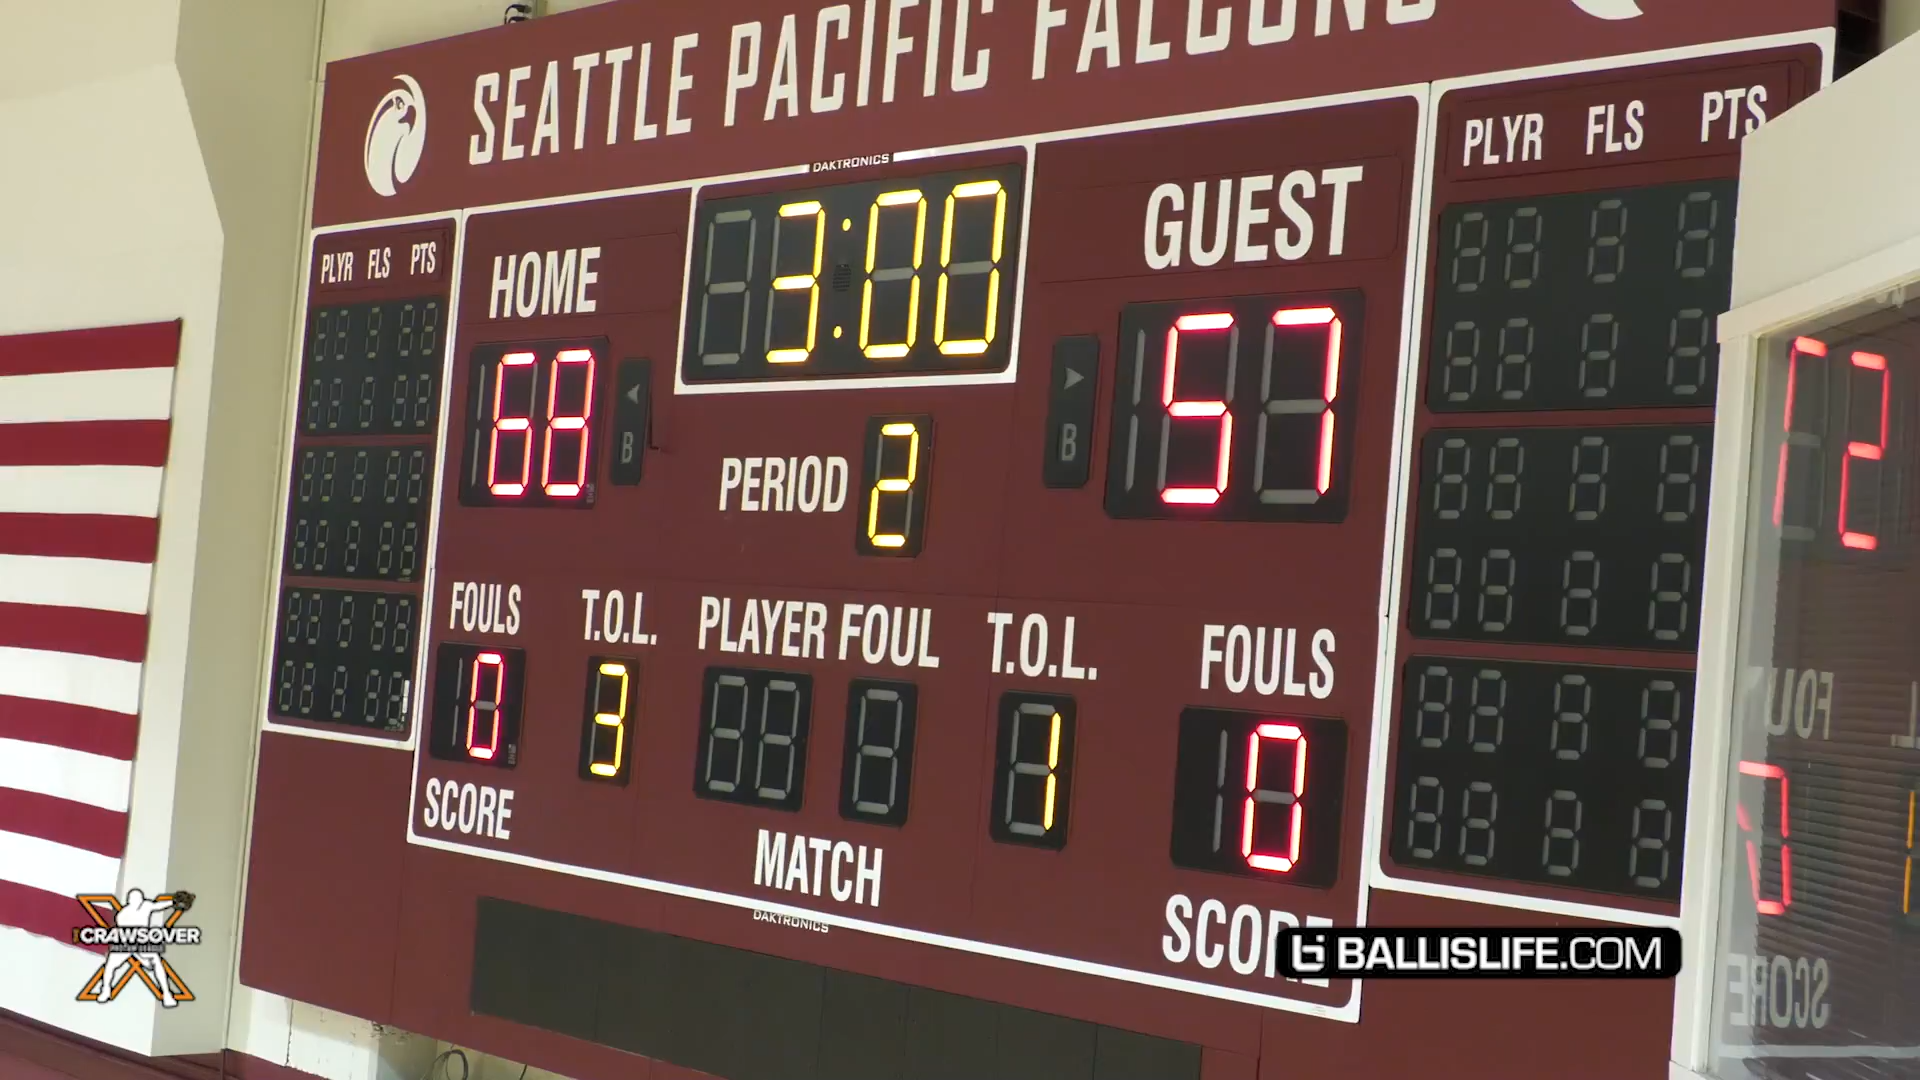 SEATTLE PACIFIC FALCONS
DAKTRONICS
PLYR FLS PTS
HOME
3:00
GUEST
PLYR FLS PTS
68
B
PERIOD 2
B
57
FOULS T.O.L. PLAYER FOUL T.O.L. FOULS
0 3 1 0
SCORE MATCH SCORE
DAKTRONICS
CRAWSOVER
BALLISLIFE.COM